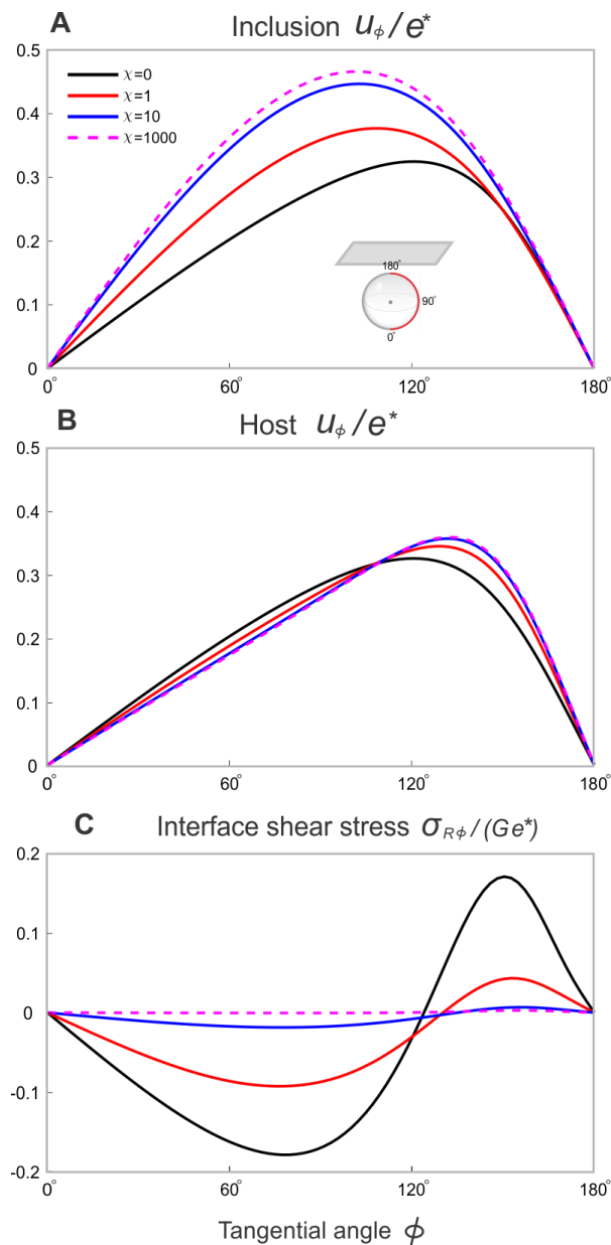 A Inclusion u_ϕ/e*
0.5
χ=0
χ=1
0.4
χ=10
χ=1000
0.3
0.2
180°
90°
0.1
0°
0
0° 60° 120° 180°
B Host u_ϕ/e*
0.5
0.4
0.3
0.2
0.1
0
0° 60° 120° 180°
C Interface shear stress σ_Rϕ/(Ge*)
0.2
0.1
0
-0.1
-0.2
0° 60° 120° 180°
Tangential angle ϕ